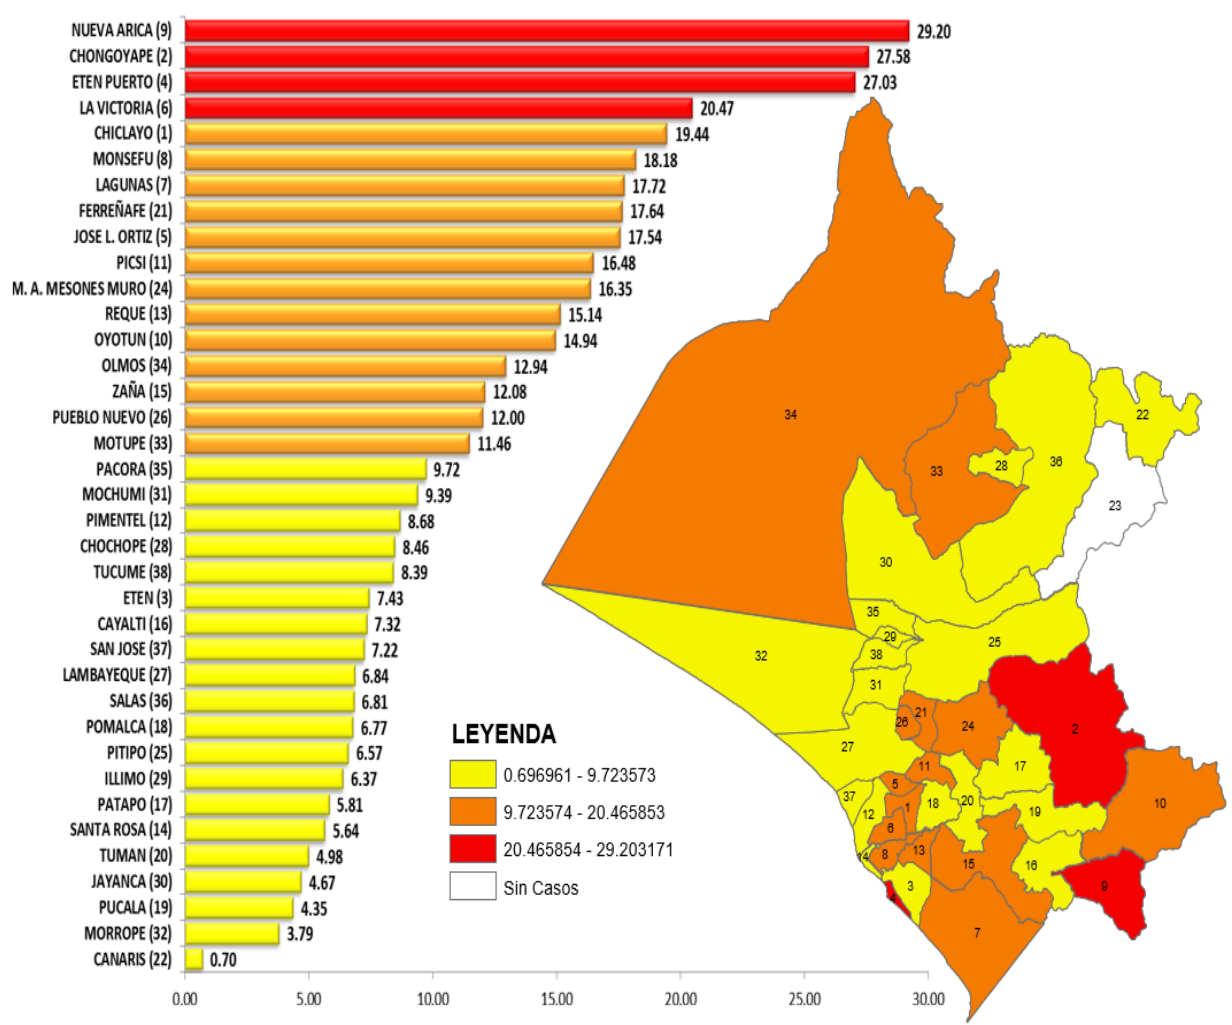 NUEVA ARICA (9) 29.20
CHONGOYAPE (2) 27.58
ETEN PUERTO (4) 27.03
LA VICTORIA (6) 20.47
CHICLAYO (1) 19.44
MONSEFU (8) 18.18
LAGUNAS (7) 17.72
FERREÑAFE (21) 17.64
JOSE L. ORTIZ (5) 17.54
PICSI (11) 16.48
M. A. MESONES MURO (24) 16.35
REQUE (13) 15.14
OYOTUN (10) 14.94
OLMOS (34) 12.94
ZAÑA (15) 12.08
PUEBLO NUEVO (26) 12.00
MOTUPE (33) 11.46
PACORA (35) 9.72
MOCHUMI (31) 9.39
PIMENTEL (12) 8.68
CHOCHOPE (28) 8.46
TUCUME (38) 8.39
ETEN (3) 7.43
CAYALTI (16) 7.32
SAN JOSE (37) 7.22
LAMBAYEQUE (27) 6.84
SALAS (36) 6.81
POMALCA (18) 6.77
PITIPO (25) 6.57
ILLIMO (29) 6.37
PATAPO (17) 5.81
SANTA ROSA (14) 5.64
TUMAN (20) 4.98
JAYANCA (30) 4.67
PUCALA (19) 4.35
MORROPE (32) 3.79
CANARIS (22) 0.70
0.00 5.00 10.00 15.00 20.00 25.00 30.00
LEYENDA
0.696961 - 9.723573
9.723574 - 20.465853
20.465854 - 29.203171
Sin Casos
34
22
36
28
33
23
30
35
29
25
32
38
31
21
26
24
2
27
11
17
5
37
20
10
1
18
12
19
6
13
14
8
15
16
3
9
4
7